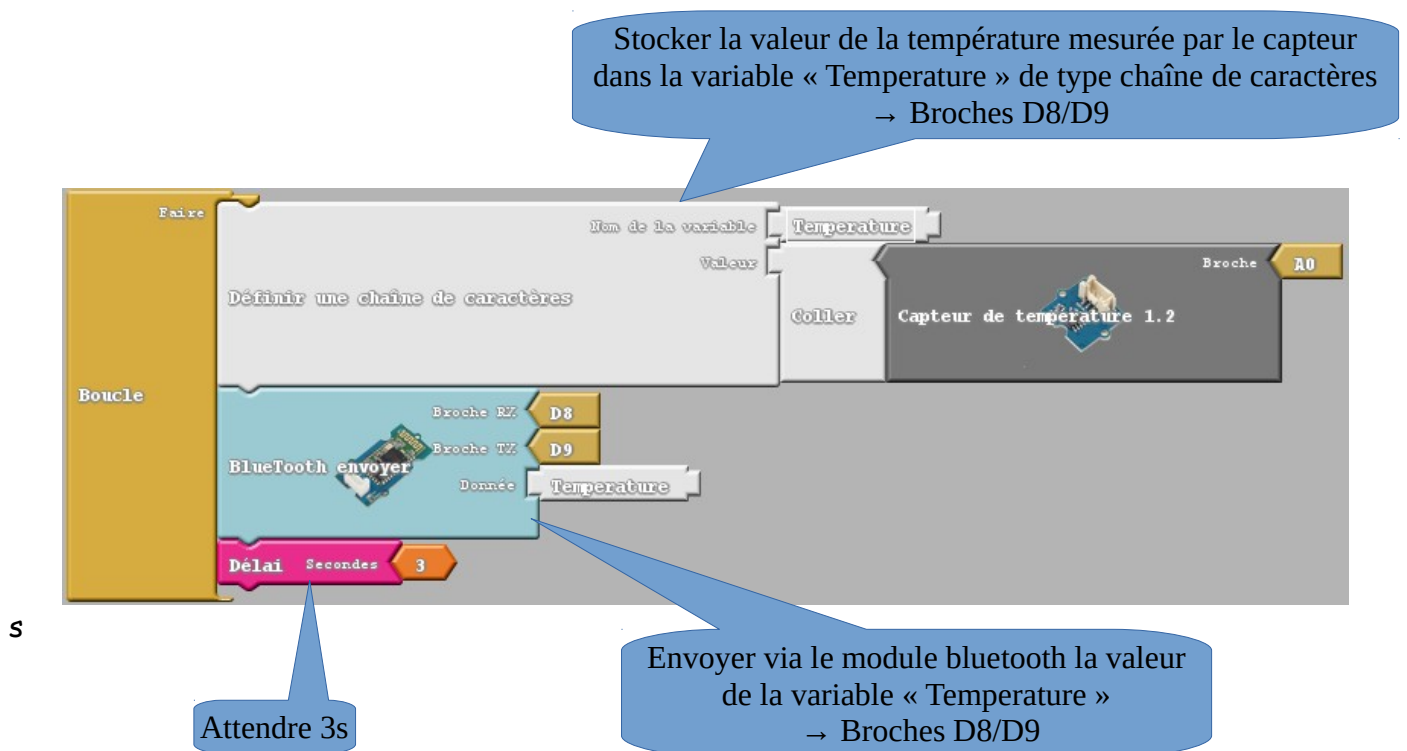 Stocker la valeur de la température mesurée par le capteur
dans la variable « Temperature » de type chaîne de caractères
→ Broches D8/D9
Faire
Nom de la variable
Temperature
Valeur
Broche
A0
Définir une chaîne de caractères
Coller
Capteur de température 1.2
Boucle
Broche RX
D8
Broche TX
D9
BlueTooth envoyer
Donnée
Temperature
Délai
Secondes
3
s
Envoyer via le module bluetooth la valeur
de la variable « Temperature »
→ Broches D8/D9
Attendre 3s